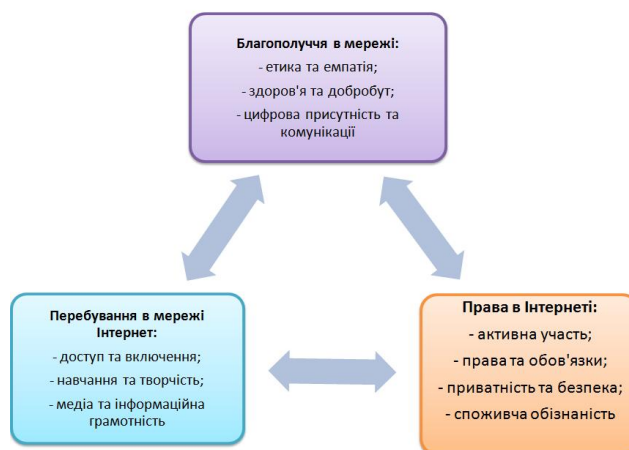 Благополуччя в мережі:
- етика та емпатія;
- здоров'я та добробут;
- цифрова присутність та
комунікації
Перебування в мережі
Інтернет:
- доступ та включення;
- навчання та творчість;
- медіа та інформаційна
грамотність
Права в Інтернеті:
- активна участь;
- права та обов'язки;
- приватність та безпека;
- споживча обізнаність